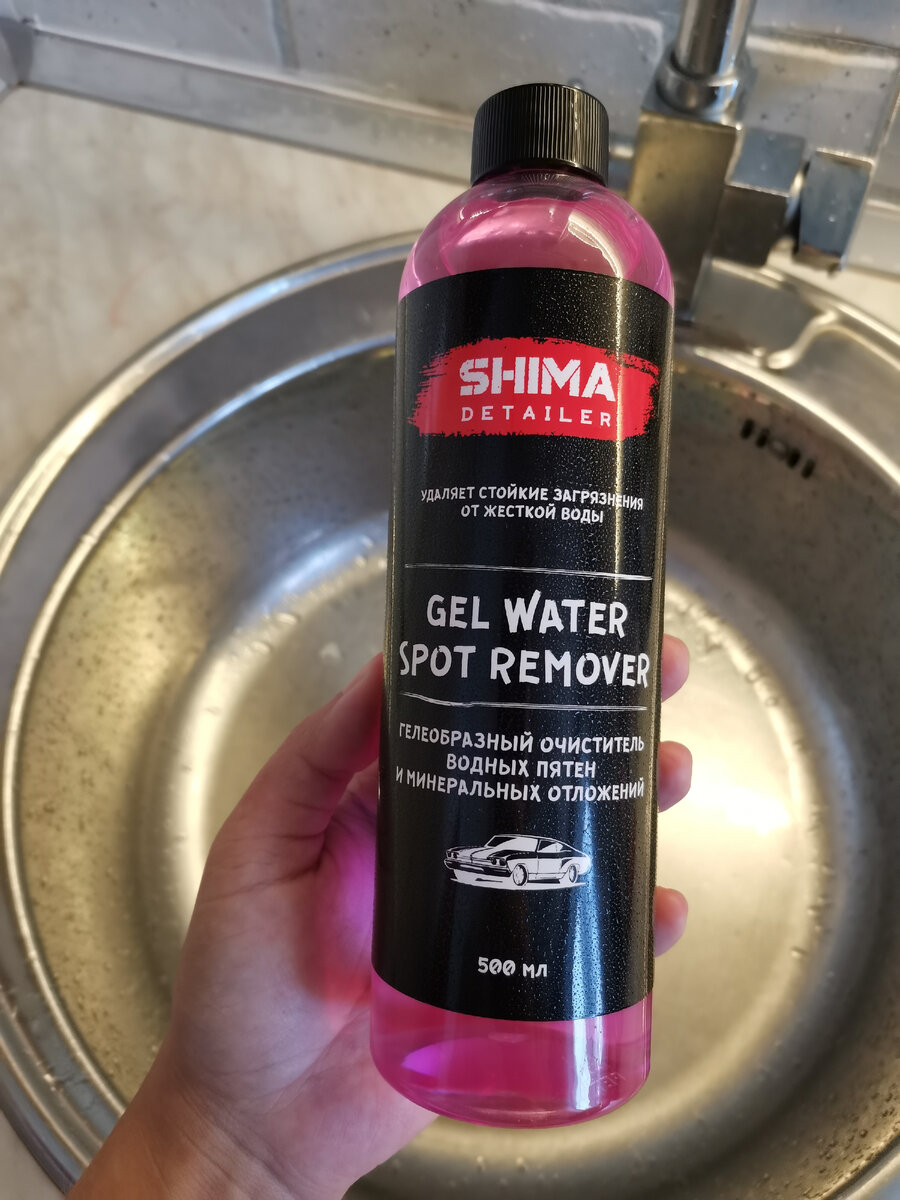 SHIMA
DETAILER
УДАЛЯЕТ СТОЙКИЕ ЗАГРЯЗНЕНИЯ
ОТ ЖЕСТКОЙ ВОДЫ
GEL WATER
SPOT REMOVER
ГЕЛЕОБРАЗНЫЙ ОЧИСТИТЕЛЬ
ВОДНЫХ ПЯТЕН
И МИНЕРАЛЬНЫХ ОТЛОЖЕНИЙ
500 МЛ